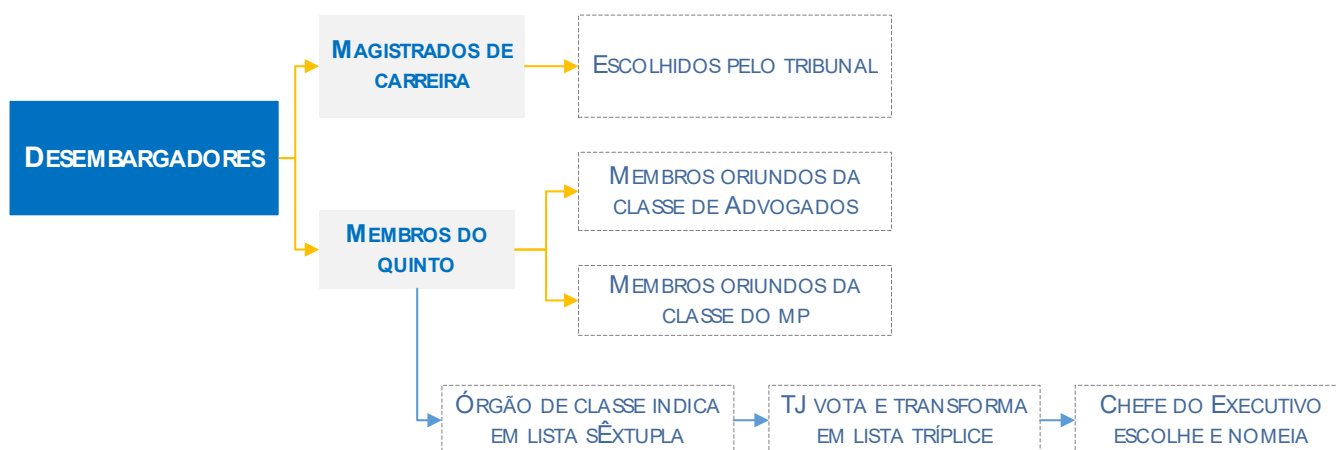 MAGISTRADOS DE
CARREIRA
ESCOLHIDOS PELO TRIBUNAL
DESEMBARGADORES
MEMBROS ORIUNDOS DA
CLASSE DE ADVOGADOS
MEMBROS DO
QUINTO
MEMBROS ORIUNDOS DA
CLASSE DO MP
ÓRGÃO DE CLASSE INDICA
EM LISTA SÊXTUPLA
TJ VOTA E TRANSFORMA
EM LISTA TRÍPLICE
CHEFE DO EXECUTIVO
ESCOLHE E NOMEIA